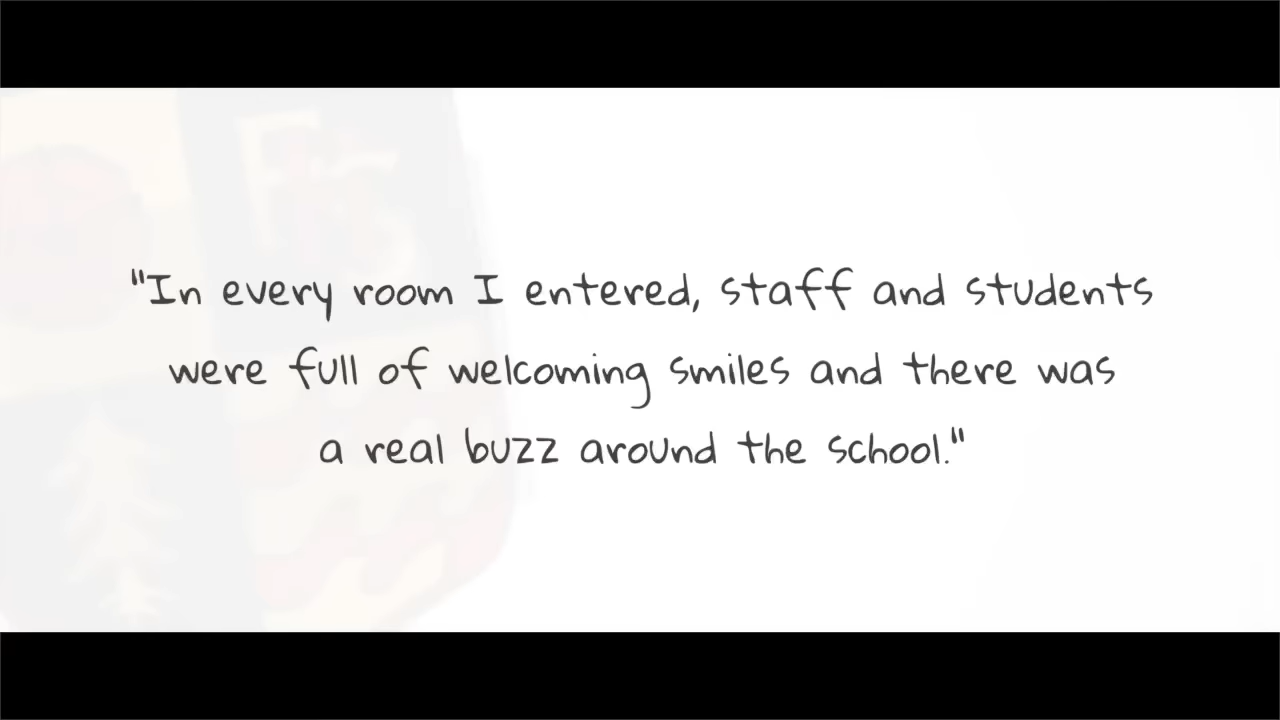 "In every room I entered, staff and students
were full of welcoming smiles and there was
a real buzz around the school."